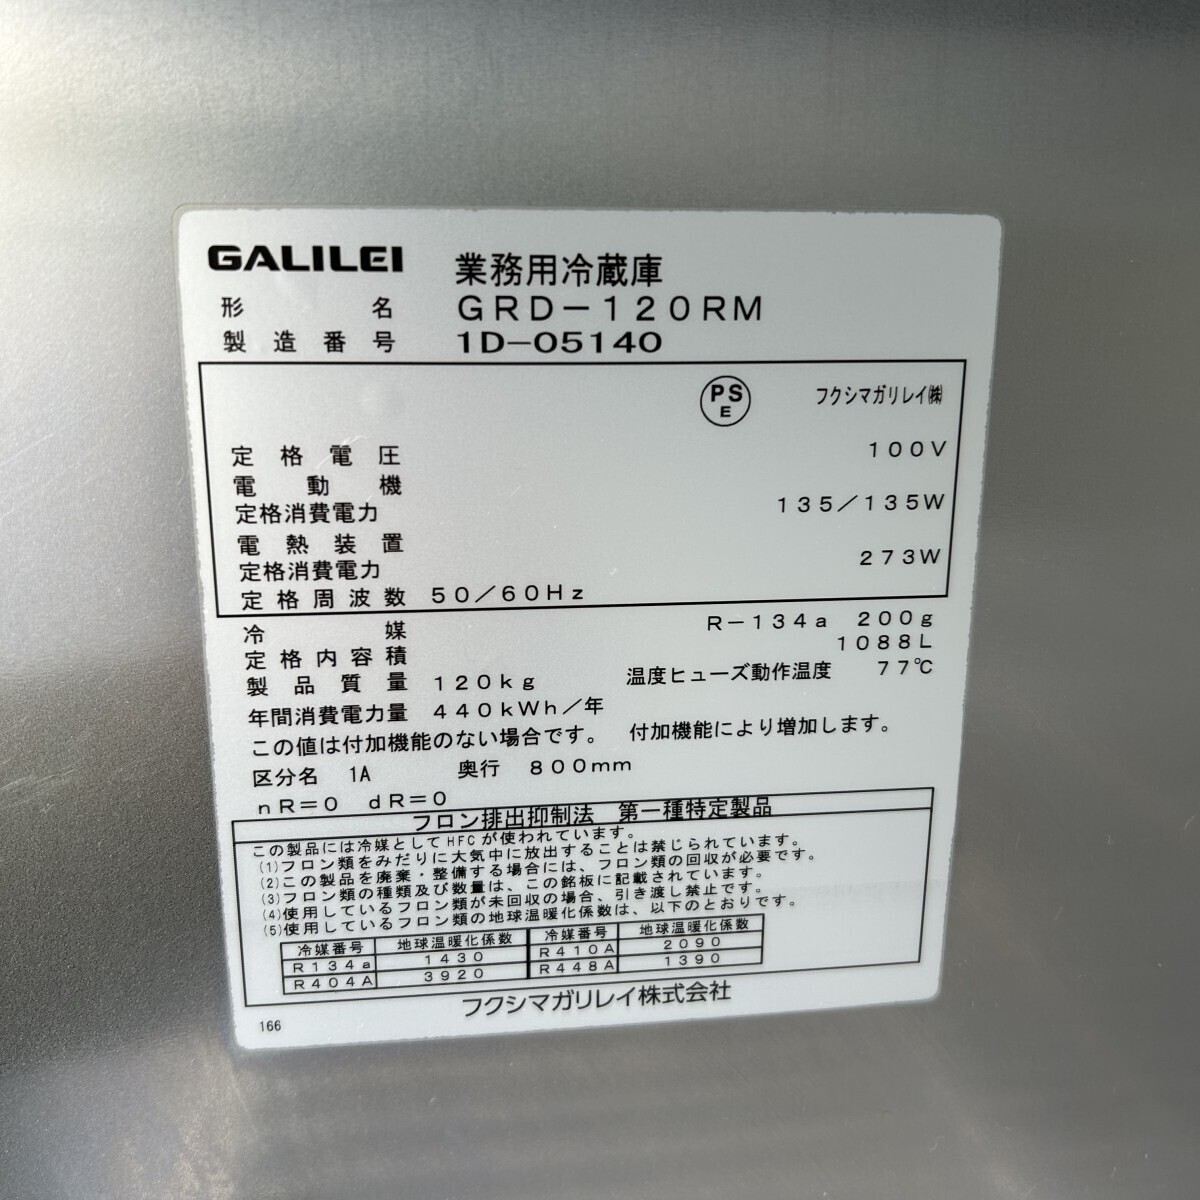 GALILEI 業務用冷蔵庫
形名 GRD-120RM
製造番号 1D-05140
PS
E
フクシマガリレイ㈱
定格電圧 100V
電動機
定格消費電力 135/135W
電熱装置
定格消費電力 273W
定格周波数 50/60Hz
冷媒 R-134a 200g
定格内容積 1088L
製品質量 120kg 温度ヒューズ動作温度 77℃
年間消費電力量 440kWh/年
この値は付加機能のない場合です。 付加機能により増加します。
区分名 1A 奥行 800mm
nR=0 dR=0
フロン排出抑制法 第一種特定製品
この製品には冷媒としてHFCが使われています。
(1)フロン類をみだりに大気中に放出することは禁じられています。
(2)この製品を廃棄・整備する場合には、フロン類の回収が必要です。
(3)フロン類の種類及び数量は、この銘板に記載されています。
(4)使用しているフロン類が未回収の場合、引き渡し禁止です。
(5)使用しているフロン類の地球温暖化係数は、以下のとおりです。
冷媒番号 地球温暖化係数 冷媒番号 地球温暖化係数
R134a 1430 R410A 2090
R404A 3920 R448A 1390
フクシマガリレイ株式会社
166